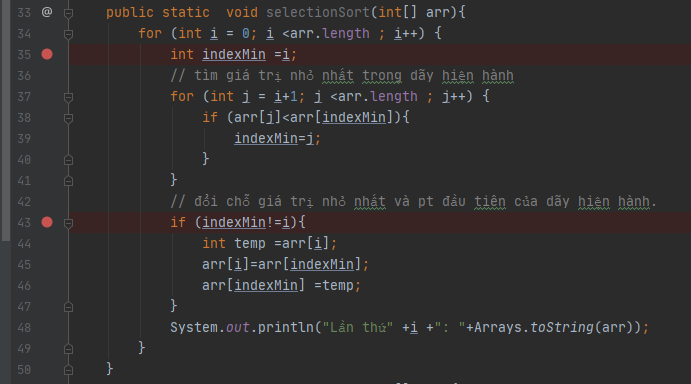 33 @ public static  void selectionSort(int[] arr){
34 for (int i = 0; i <arr.length ; i++) {
35 int indexMin =i;
36 // tìm giá trị nhỏ nhất trong dãy hiện hành
37 for (int j = i+1; j <arr.length ; j++) {
38 if (arr[j]<arr[indexMin]){
39 indexMin=j;
40 }
41 }
42 // đổi chỗ giá trị nhỏ nhất và pt đầu tiên của dãy hiện hành.
43 if (indexMin!=i){
44 int temp =arr[i];
45 arr[i]=arr[indexMin];
46 arr[indexMin] =temp;
47 }
48 System.out.println("Lần thứ" +i +": "+Arrays.toString(arr));
49 }
50 }